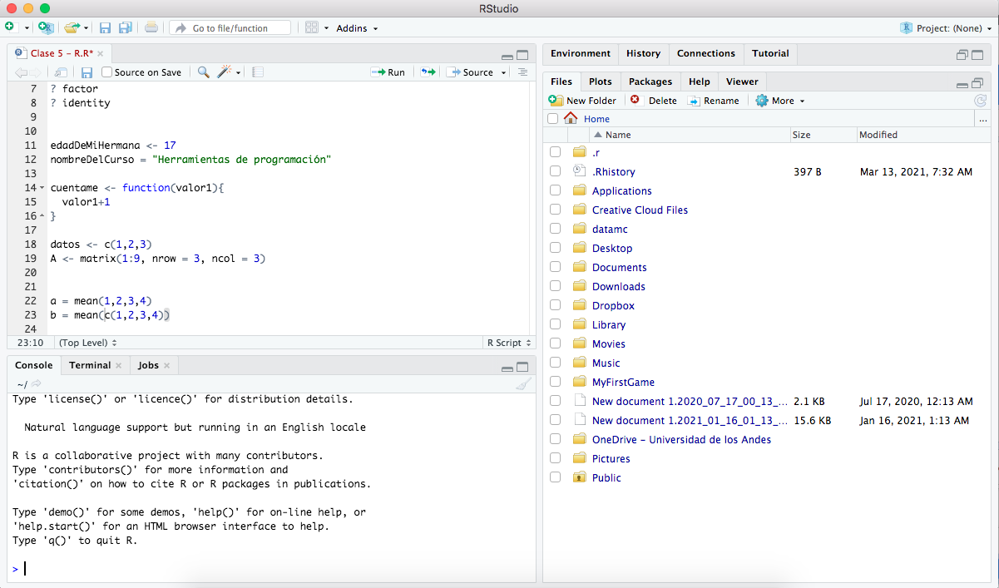 RStudio
Go to file/function
Addins
Project: (None)
Clase 5 - R.R*
Source on Save
Run
Source
7 ? factor
8 ? identity
9
10
11 edadDeMiHermana <- 17
12 nombreDelCurso = "Herramientas de programación"
13
14 cuentame <- function(valor1){
15   valor1+1
16 }
17
18 datos <- c(1,2,3)
19 A <- matrix(1:9, nrow = 3, ncol = 3)
20
21
22 a = mean(1,2,3,4)
23 b = mean(c(1,2,3,4))
24
23:10 (Top Level) R Script
Console Terminal Jobs
~/
Type 'license()' or 'licence()' for distribution details.
  Natural language support but running in an English locale
R is a collaborative project with many contributors.
Type 'contributors()' for more information and
'citation()' on how to cite R or R packages in publications.
Type 'demo()' for some demos, 'help()' for on-line help, or
'help.start()' for an HTML browser interface to help.
Type 'q()' to quit R.
>
Environment History Connections Tutorial
Files Plots Packages Help Viewer
New Folder Delete Rename More
Home ...
Name Size Modified
.r
.Rhistory 397 B Mar 13, 2021, 7:32 AM
Applications
Creative Cloud Files
datamc
Desktop
Documents
Downloads
Dropbox
Library
Movies
Music
MyFirstGame
New document 1.2020_07_17_00_13_... 2.1 KB Jul 17, 2020, 12:13 AM
New document 1.2021_01_16_01_13_... 15.6 KB Jan 16, 2021, 1:13 AM
OneDrive - Universidad de los Andes
Pictures
Public